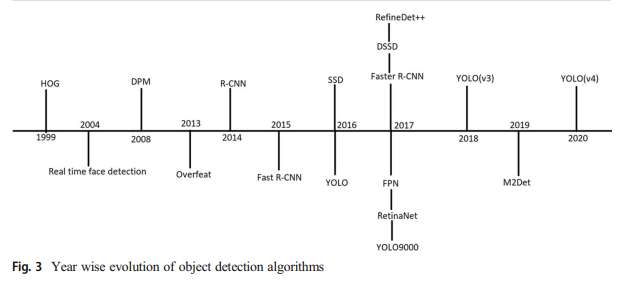 RefineDet++
DSSD
HOG DPM R-CNN SSD Faster R-CNN YOLO(v3) YOLO(v4)
2004 2013 2015 2016 2017 2019
1999 2008 2014 2018 2020
Real time face detection Overfeat Fast R-CNN YOLO FPN M2Det
RetinaNet
YOLO9000
Fig. 3 Year wise evolution of object detection algorithms